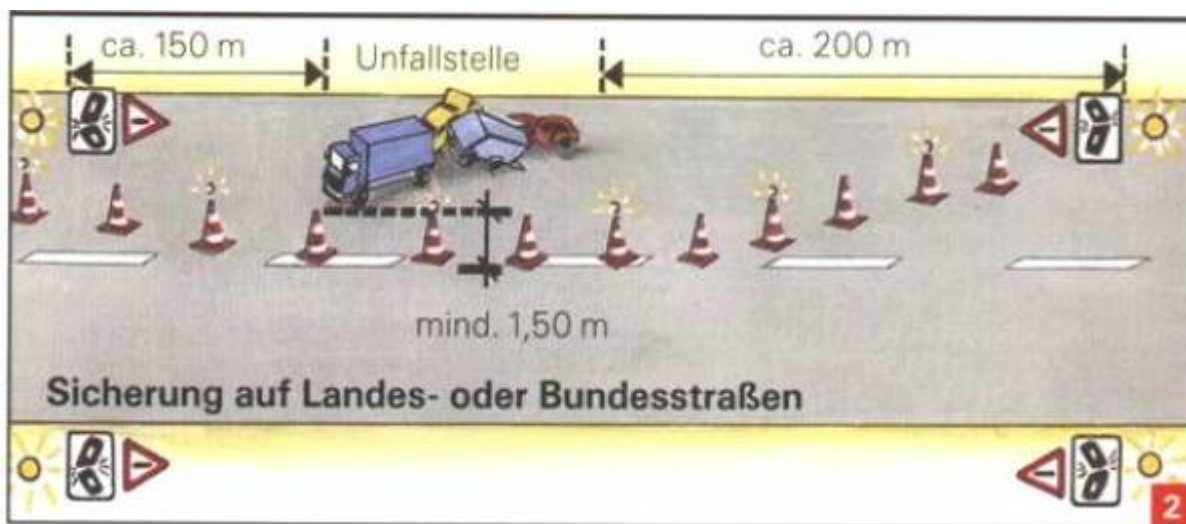 ca. 150 m
Unfallstelle
ca. 200 m
mind. 1,50 m
Sicherung auf Landes- oder Bundesstraßen
2